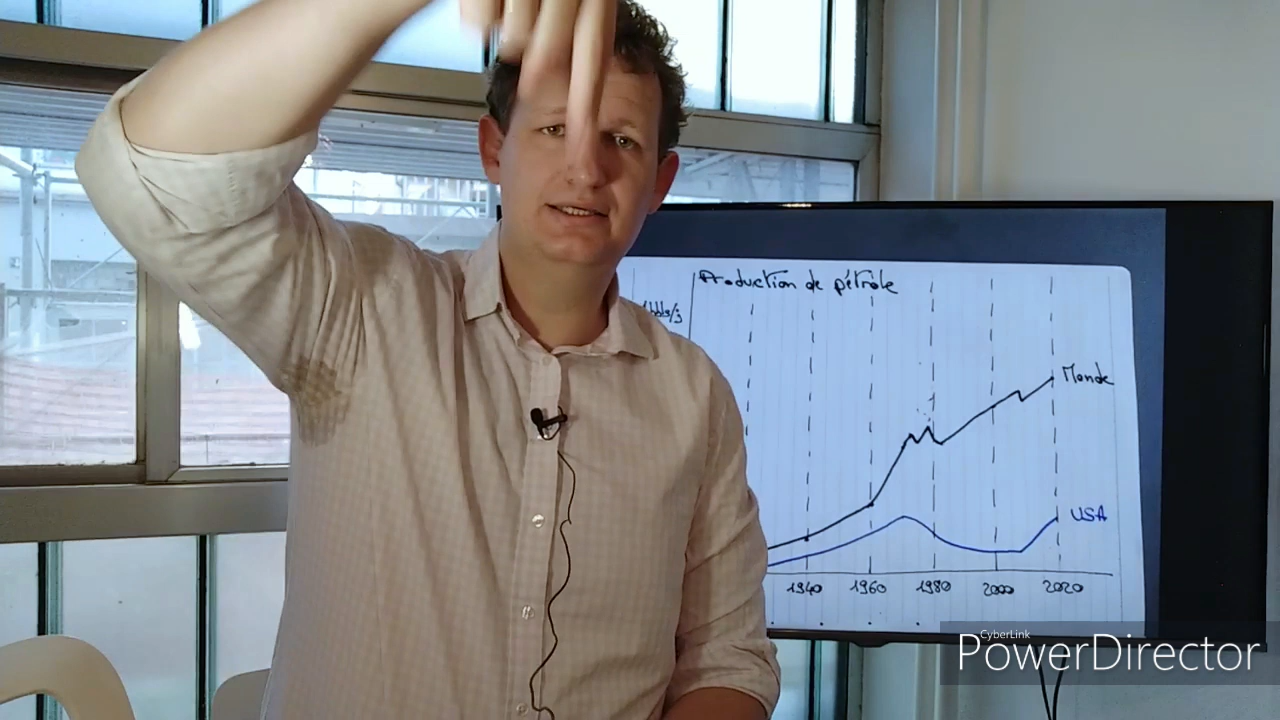 Production de pétrole
Monde
USA
1940 1960 1980 2000 2020
CyberLink
PowerDirector